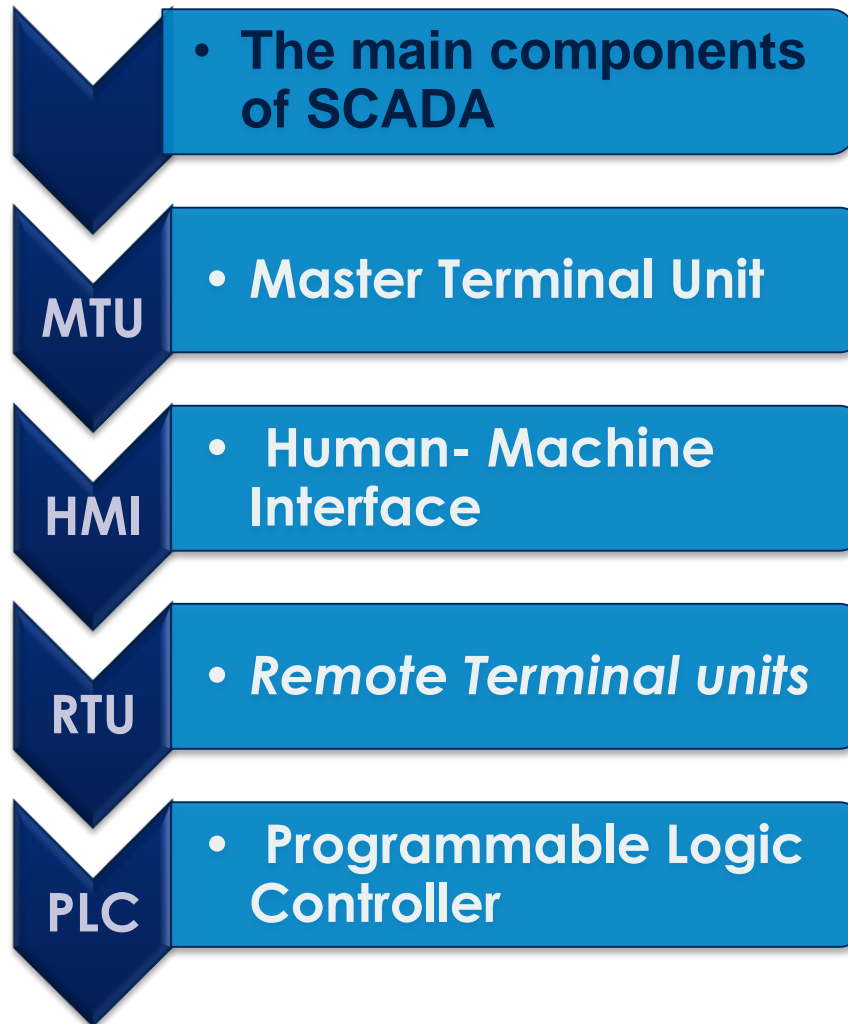 • The main components
of SCADA
MTU
• Master Terminal Unit
HMI
• Human- Machine
Interface
RTU
• Remote Terminal units
PLC
• Programmable Logic
Controller